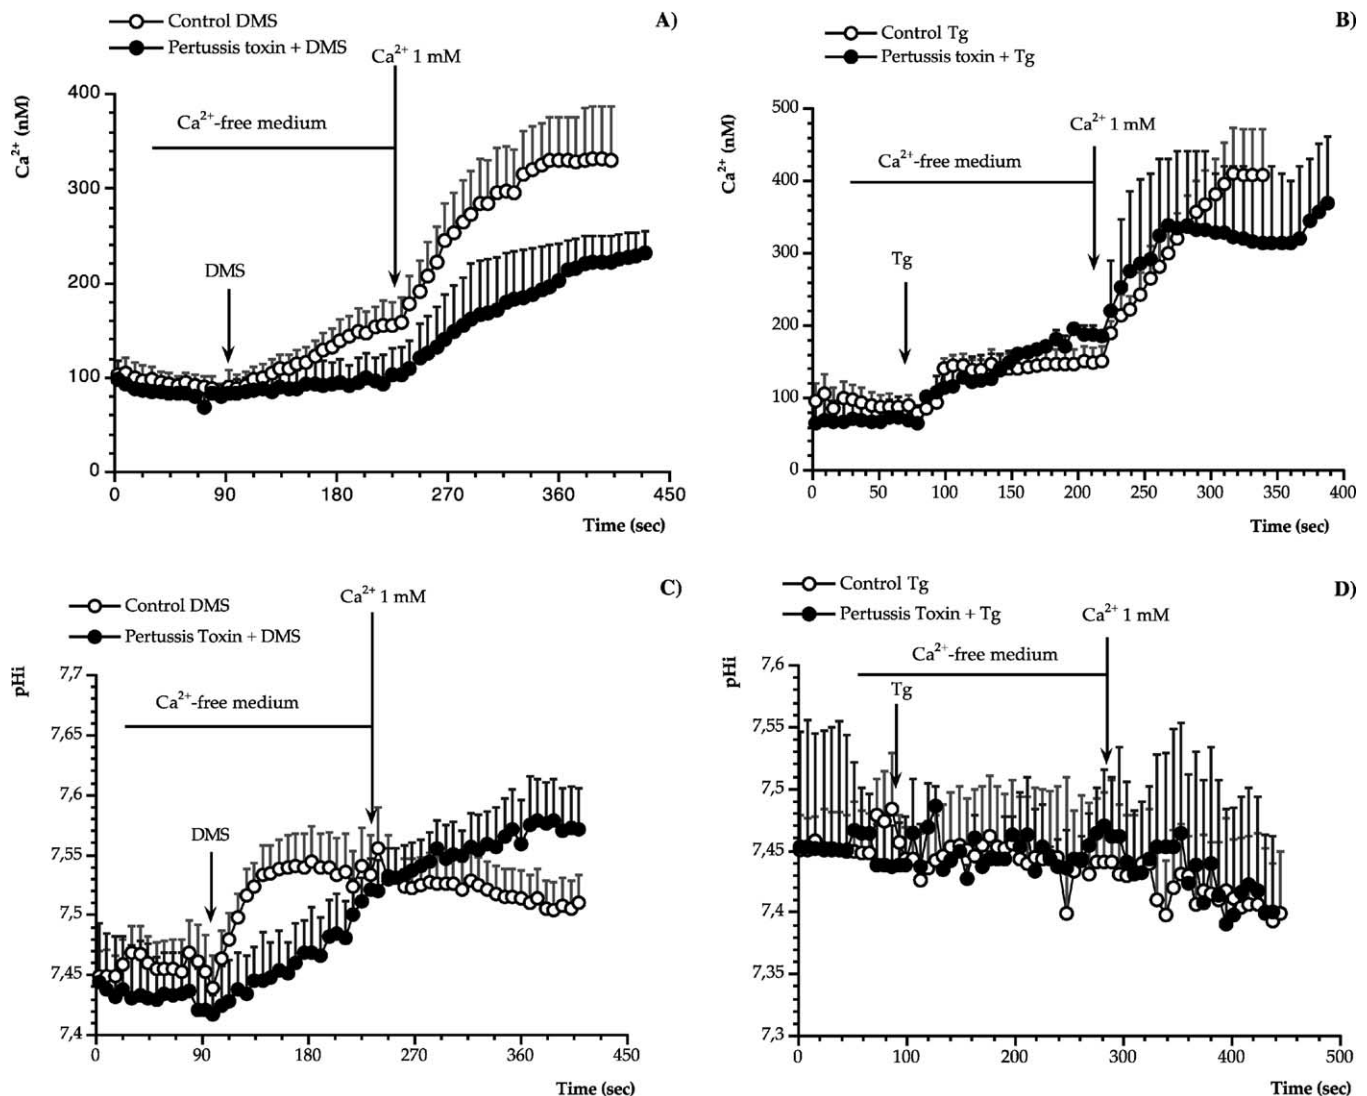 Control DMS
Pertussis toxin + DMS
A)
Ca²⁺ 1 mM
Ca²⁺-free medium
DMS
Ca²⁺ (nM)
400
300
200
100
0
0 90 180 270 360 450
Time (sec)
Control Tg
Pertussis toxin + Tg
B)
Ca²⁺ 1 mM
Ca²⁺-free medium
Tg
Ca²⁺ (nM)
500
400
300
200
100
0
0 50 100 150 200 250 300 350 400
Time (sec)
Control DMS
Pertussis Toxin + DMS
C)
Ca²⁺ 1 mM
Ca²⁺-free medium
DMS
pHi
7,7
7,65
7,6
7,55
7,5
7,45
7,4
0 90 180 270 360 450
Time (sec)
Control Tg
Pertussis Toxin + Tg
D)
Ca²⁺ 1 mM
Ca²⁺-free medium
Tg
pHi
7,6
7,55
7,5
7,45
7,4
7,35
7,3
0 100 200 300 400 500
Time (sec)